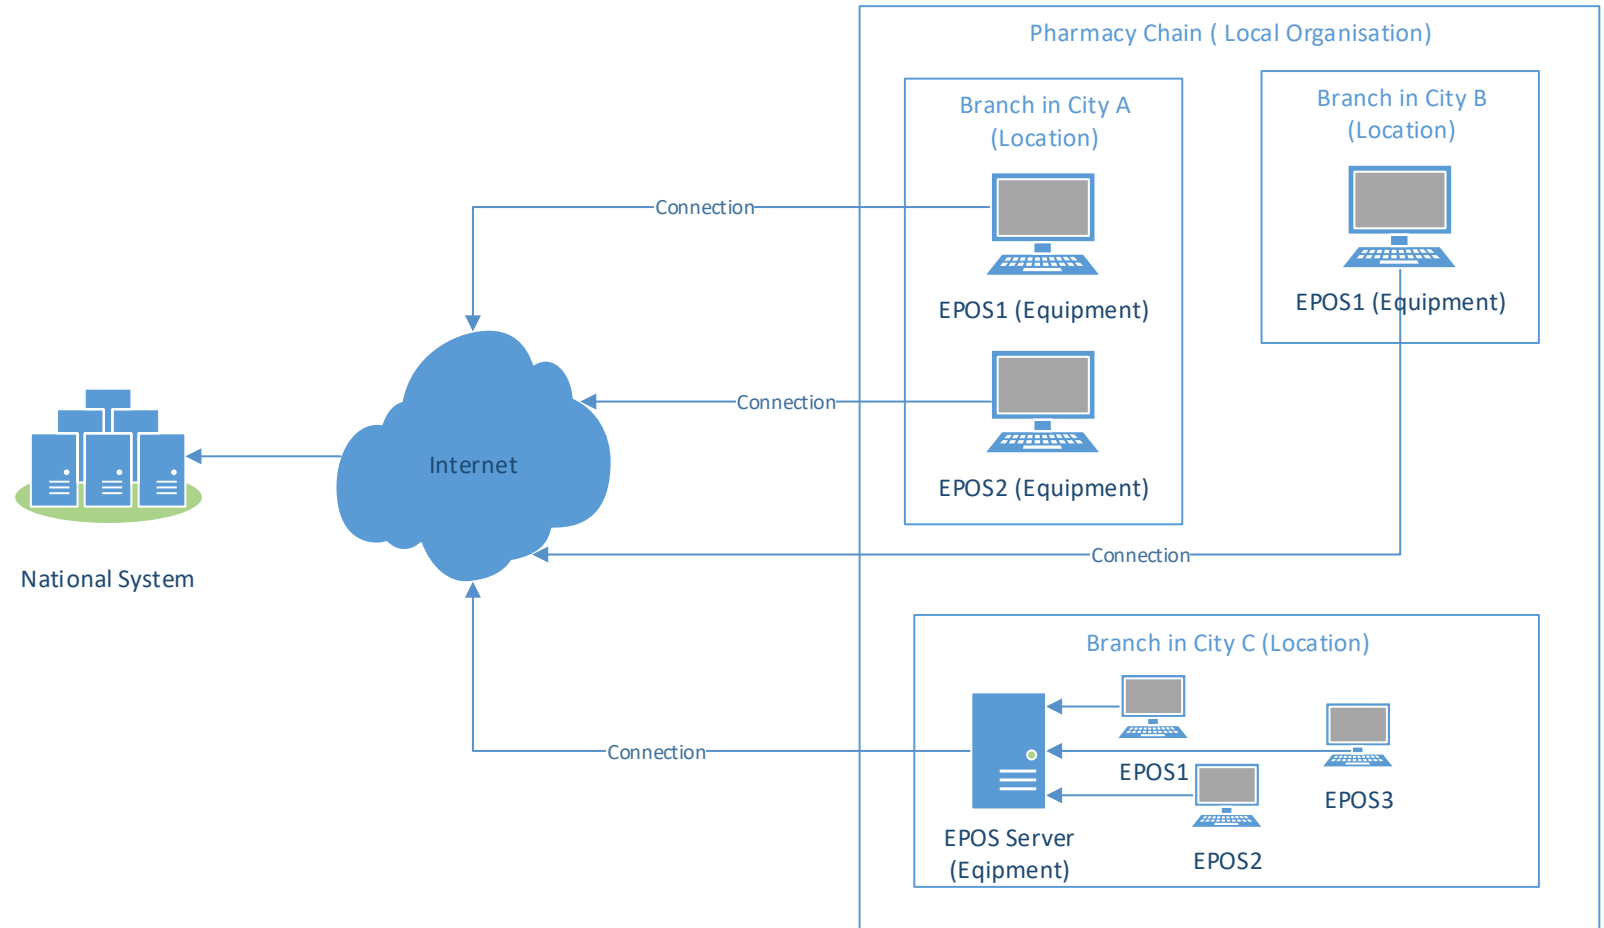 Pharmacy Chain ( Local Organisation)
Branch in City A
(Location)
Branch in City B
(Location)
Connection
EPOS1 (Equipment)
EPOS1 (Equipment)
Connection
EPOS2 (Equipment)
Internet
Connection
National System
Branch in City C (Location)
Connection
EPOS1
EPOS3
EPOS Server
(Eqipment)
EPOS2